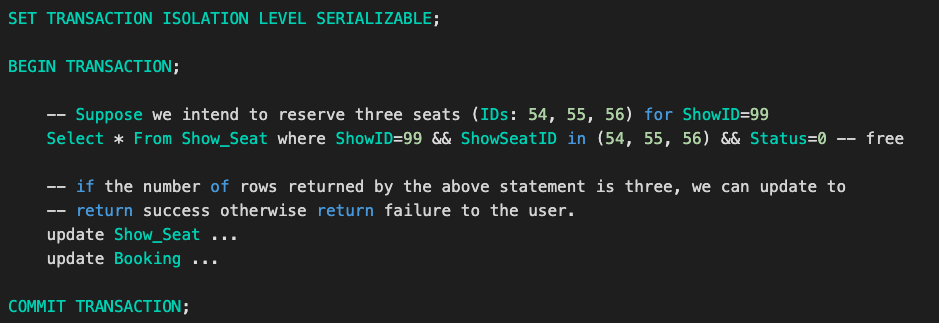 SET TRANSACTION ISOLATION LEVEL SERIALIZABLE;
BEGIN TRANSACTION;
-- Suppose we intend to reserve three seats (IDs: 54, 55, 56) for ShowID=99
Select * From Show_Seat where ShowID=99 && ShowSeatID in (54, 55, 56) && Status=0 -- free
-- if the number of rows returned by the above statement is three, we can update to
-- return success otherwise return failure to the user.
update Show_Seat ...
update Booking ...
COMMIT TRANSACTION;